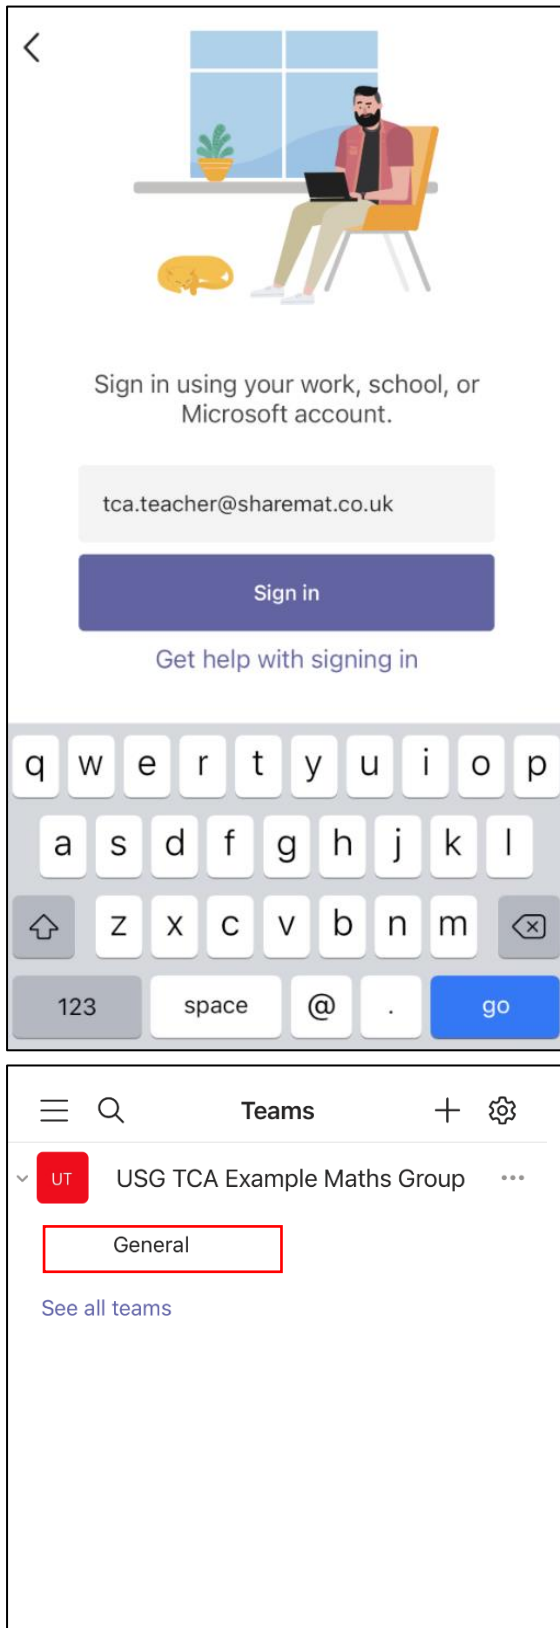 Sign in using your work, school, or
Microsoft account.
tca.teacher@sharemat.co.uk
Sign in
Get help with signing in
q w e r t y u i o p
a s d f g h j k l
z x c v b n m
123 space @ . go
Teams
UT USG TCA Example Maths Group
General
See all teams